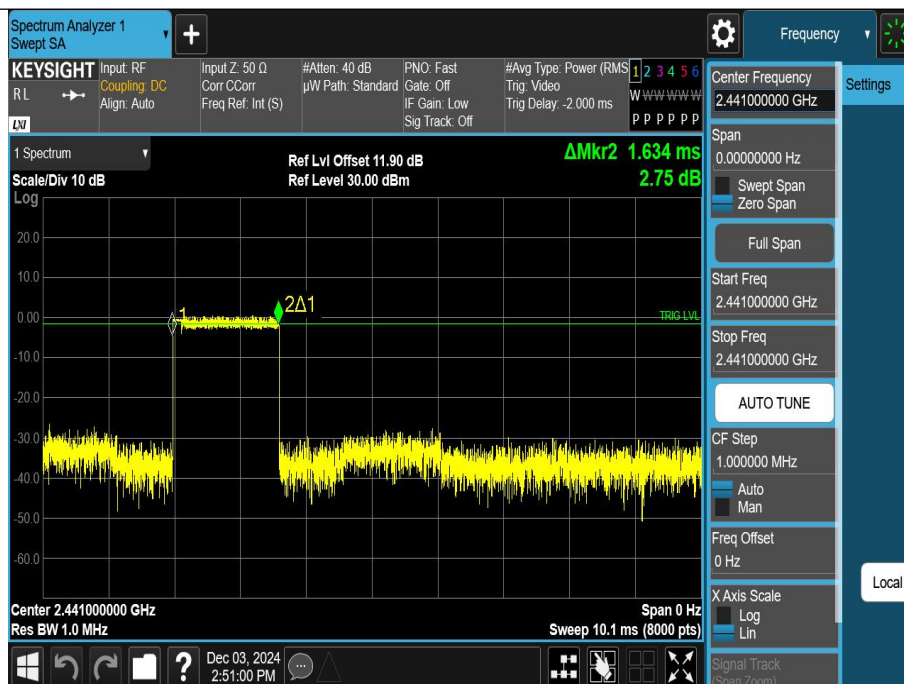 Spectrum Analyzer 1
Swept SA
+
Frequency
KEYSIGHT
R L
LXI
Input: RF
Coupling: DC
Align: Auto
Input Z: 50 Ω
Corr CCorr
Freq Ref: Int (S)
#Atten: 40 dB
µW Path: Standard
PNO: Fast
Gate: Off
IF Gain: Low
Sig Track: Off
#Avg Type: Power (RMS
Trig: Video
Trig Delay: -2.000 ms
1 2 3 4 5 6
W W W W W W
P P P P P P
1 Spectrum
Scale/Div 10 dB
Log
Ref Lvl Offset 11.90 dB
Ref Level 30.00 dBm
ΔMkr2 1.634 ms
2.75 dB
20.0
10.0
0.00
-10.0
-20.0
-30.0
-40.0
-50.0
-60.0
1
2Δ1
TRIG LVL
Center 2.441000000 GHz
Res BW 1.0 MHz
Span 0 Hz
Sweep 10.1 ms (8000 pts)
Center Frequency
2.441000000 GHz
Settings
Span
0.00000000 Hz
Swept Span
Zero Span
Full Span
Start Freq
2.441000000 GHz
Stop Freq
2.441000000 GHz
AUTO TUNE
CF Step
1.000000 MHz
Auto
Man
Freq Offset
0 Hz
X Axis Scale
Log
Lin
Signal Track
(Span Zoom)
Local
?
Dec 03, 2024
2:51:00 PM